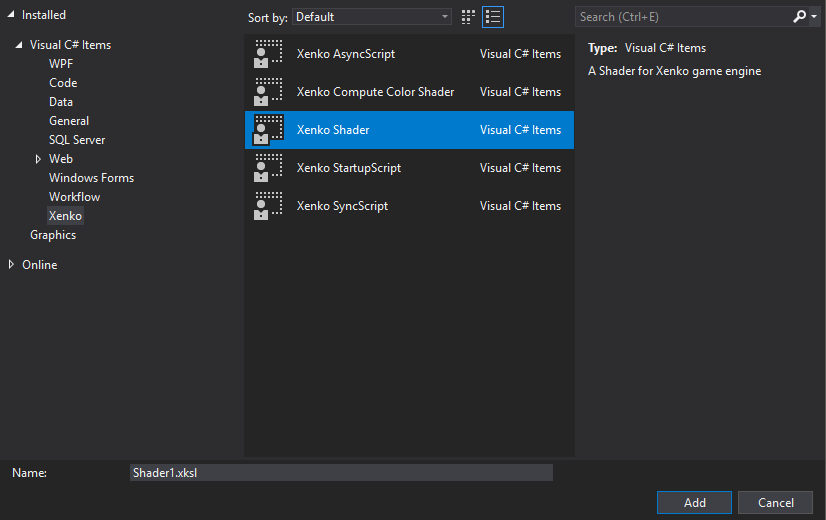 Installed
Visual C# Items
WPF
Code
Data
General
SQL Server
Web
Windows Forms
Workflow
Xenko
Graphics
Online
Sort by: Default
Xenko AsyncScript Visual C# Items
Xenko Compute Color Shader Visual C# Items
Xenko Shader Visual C# Items
Xenko StartupScript Visual C# Items
Xenko SyncScript Visual C# Items
Search (Ctrl+E)
Type: Visual C# Items
A Shader for Xenko game engine
Name: Shader1.xksl
Add Cancel